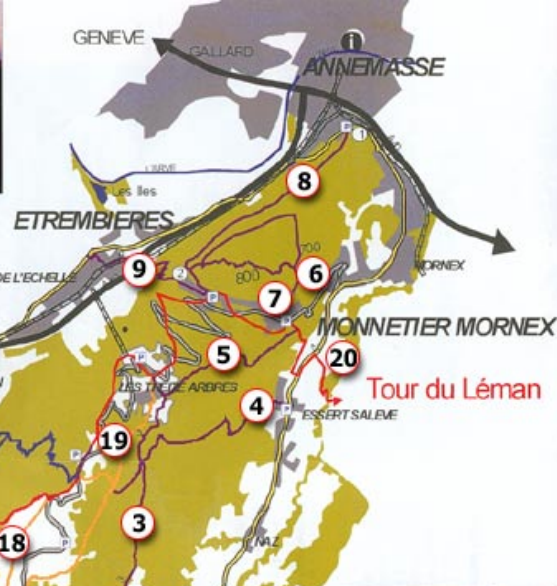 GENEVE
GALLARD
i
ANNEMASSE
P 1
L'ARVE
8
Les Iles
ETREMBIERES
700
DE L'ECHELLE
9
2
800
6
MORNEX
P
7
P
MONNETIER MORNEX
5
20
P
LES TREIZE ARBRES
Tour du Léman
4
P
ESSERT SALEVE
19
P
3
18
P
NAZ